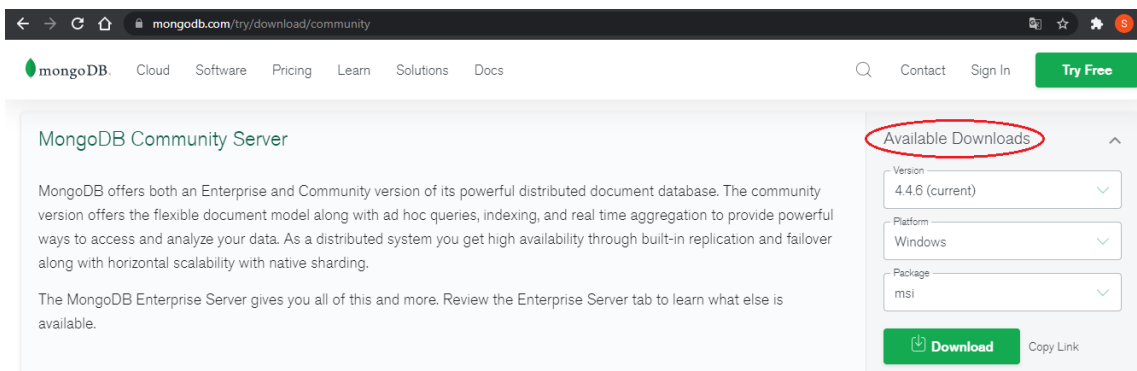 mongodb.com/try/download/community
S
mongoDB.
Cloud Software Pricing Learn Solutions Docs
Contact Sign In Try Free
MongoDB Community Server
MongoDB offers both an Enterprise and Community version of its powerful distributed document database. The community
version offers the flexible document model along with ad hoc queries, indexing, and real time aggregation to provide powerful
ways to access and analyze your data. As a distributed system you get high availability through built-in replication and failover
along with horizontal scalability with native sharding.
The MongoDB Enterprise Server gives you all of this and more. Review the Enterprise Server tab to learn what else is
available.
Available Downloads
Version
4.4.6 (current)
Platform
Windows
Package
msi
Download Copy Link